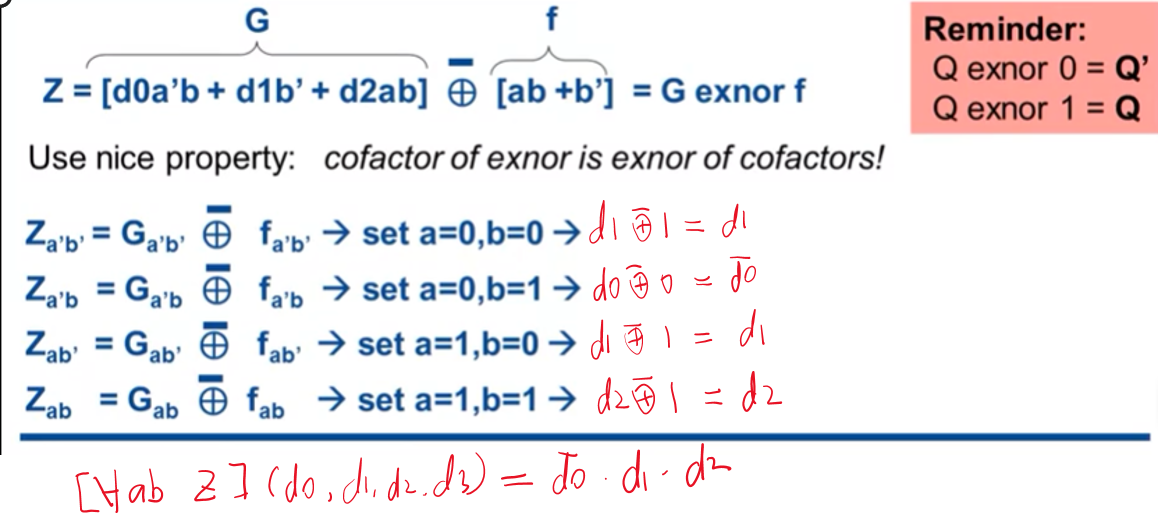 G f
Z = [d0a'b + d1b' + d2ab] ⊕̅ [ab +b'] = G exnor f
Reminder:
Q exnor 0 = Q'
Q exnor 1 = Q
Use nice property: cofactor of exnor is exnor of cofactors!
Za'b' = Ga'b' ⊕̅ fa'b' → set a=0,b=0 → d1 ⊕̅ 1 = d1
Za'b = Ga'b ⊕̅ fa'b → set a=0,b=1 → d0 ⊕̅ 0 = d̅0
Zab' = Gab' ⊕̅ fab' → set a=1,b=0 → d1 ⊕̅ 1 = d1
Zab = Gab ⊕̅ fab → set a=1,b=1 → d2 ⊕̅ 1 = d2
[∀ab Z](d0, d1, d2, d3) = d̅0 · d1 · d2